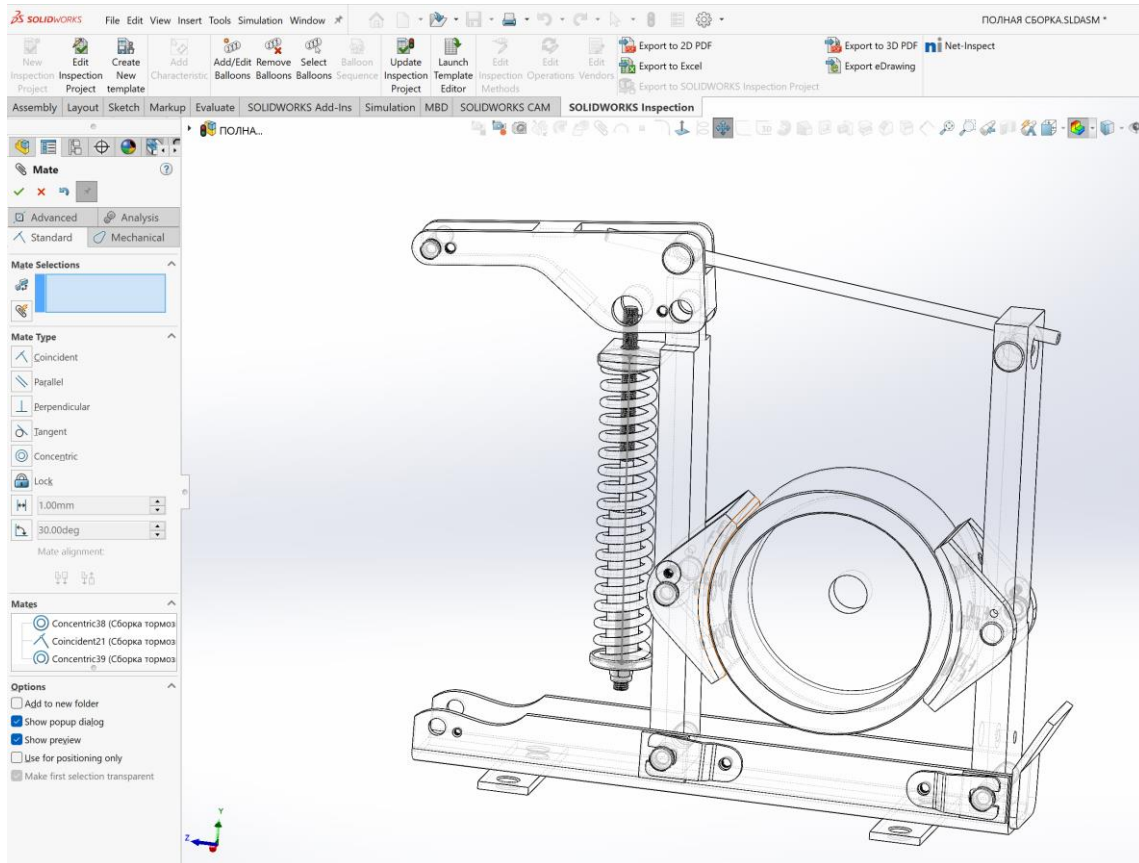 SOLIDWORKS File Edit View Insert Tools Simulation Window
ПОЛНАЯ СБОРКА.SLDASM *
New Inspection Project
Edit Inspection Project
Create New template
Add Characteristic
Add/Edit Balloons
Remove Balloons
Select Balloons
Balloon Sequence
Update Inspection Project
Launch Template Editor
Edit Inspection Methods
Edit Operations
Edit Vendors
Export to 2D PDF
Export to Excel
Export to SOLIDWORKS Inspection Project
Export to 3D PDF
Export eDrawing
Net-Inspect
Assembly Layout Sketch Markup Evaluate SOLIDWORKS Add-Ins Simulation MBD SOLIDWORKS CAM SOLIDWORKS Inspection
ПОЛНА...
Mate
Advanced Analysis
Standard Mechanical
Mate Selections
Mate Type
Coincident
Parallel
Perpendicular
Tangent
Concentric
Lock
1.00mm
30.00deg
Mate alignment:
Mates
Concentric38 (Сборка тормоз
Coincident21 (Сборка тормоз
Concentric39 (Сборка тормоз
Options
Add to new folder
Show popup dialog
Show preview
Use for positioning only
Make first selection transparent
Y
Z